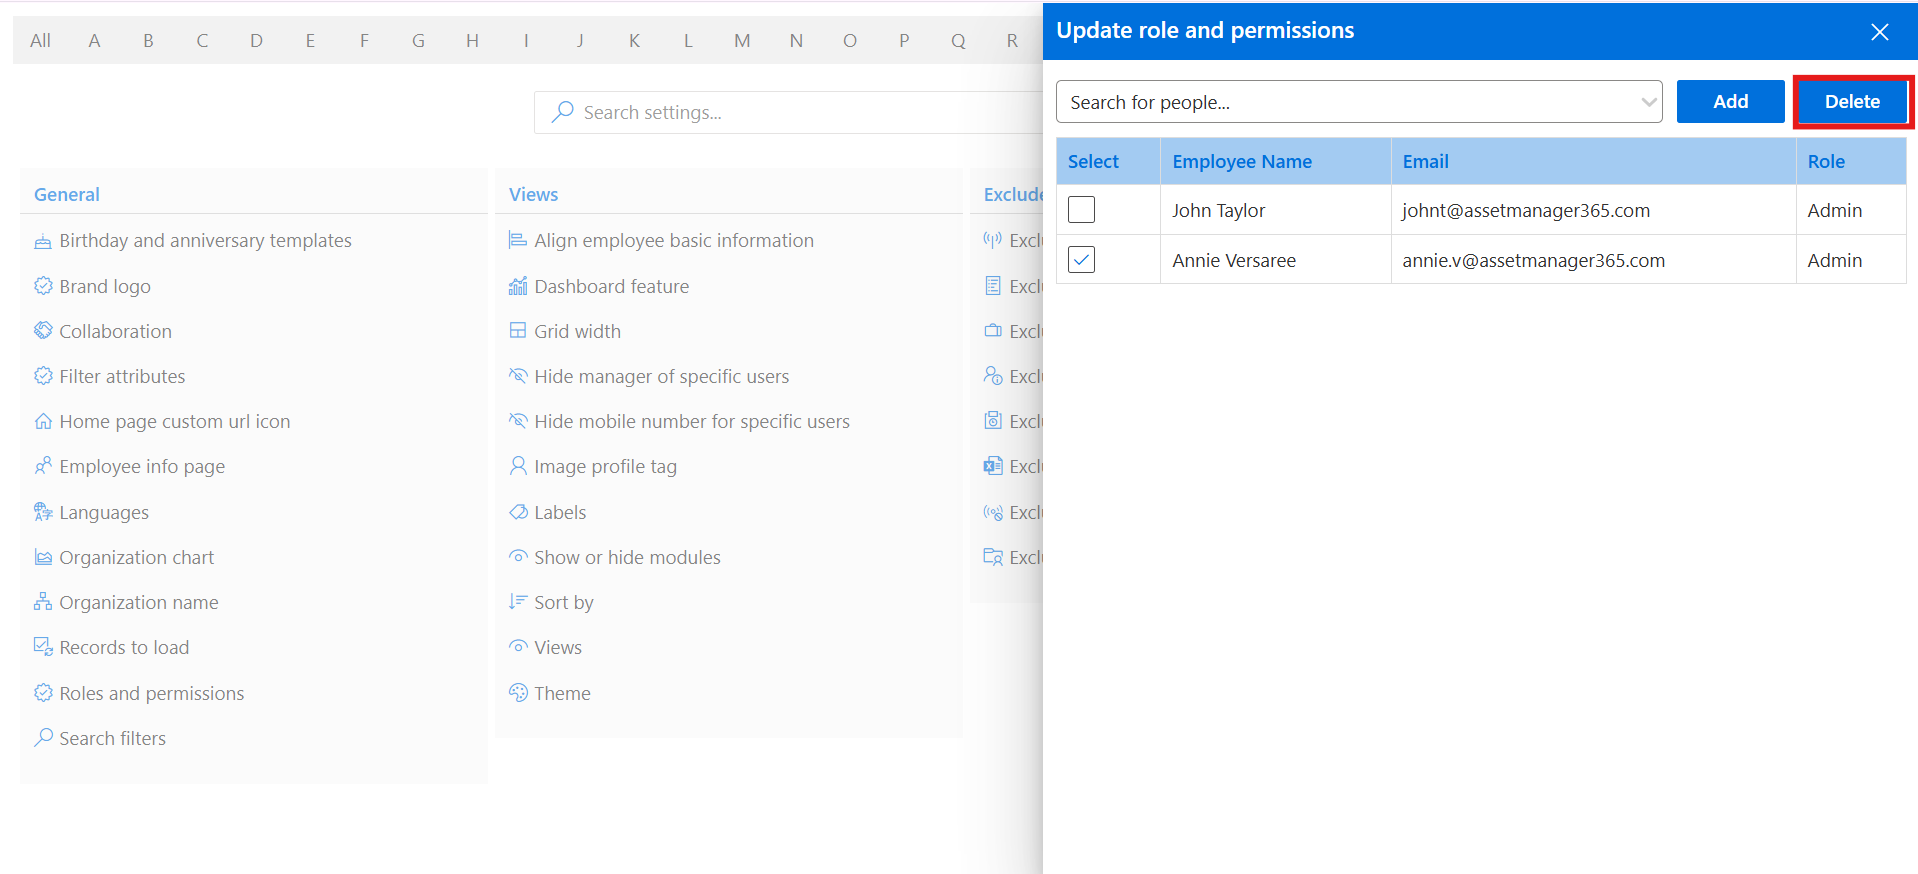 All A B C D E F G H I J K L M N O P Q R
Search settings...
General
Birthday and anniversary templates
Brand logo
Collaboration
Filter attributes
Home page custom url icon
Employee info page
Languages
Organization chart
Organization name
Records to load
Roles and permissions
Search filters
Views
Align employee basic information
Dashboard feature
Grid width
Hide manager of specific users
Hide mobile number for specific users
Image profile tag
Labels
Show or hide modules
Sort by
Views
Theme
Exclude
Excl
Excl
Excl
Excl
Excl
Excl
Excl
Excl
Update role and permissions
Search for people... Add Delete
Select Employee Name Email Role
John Taylor johnt@assetmanager365.com Admin
Annie Versaree annie.v@assetmanager365.com Admin